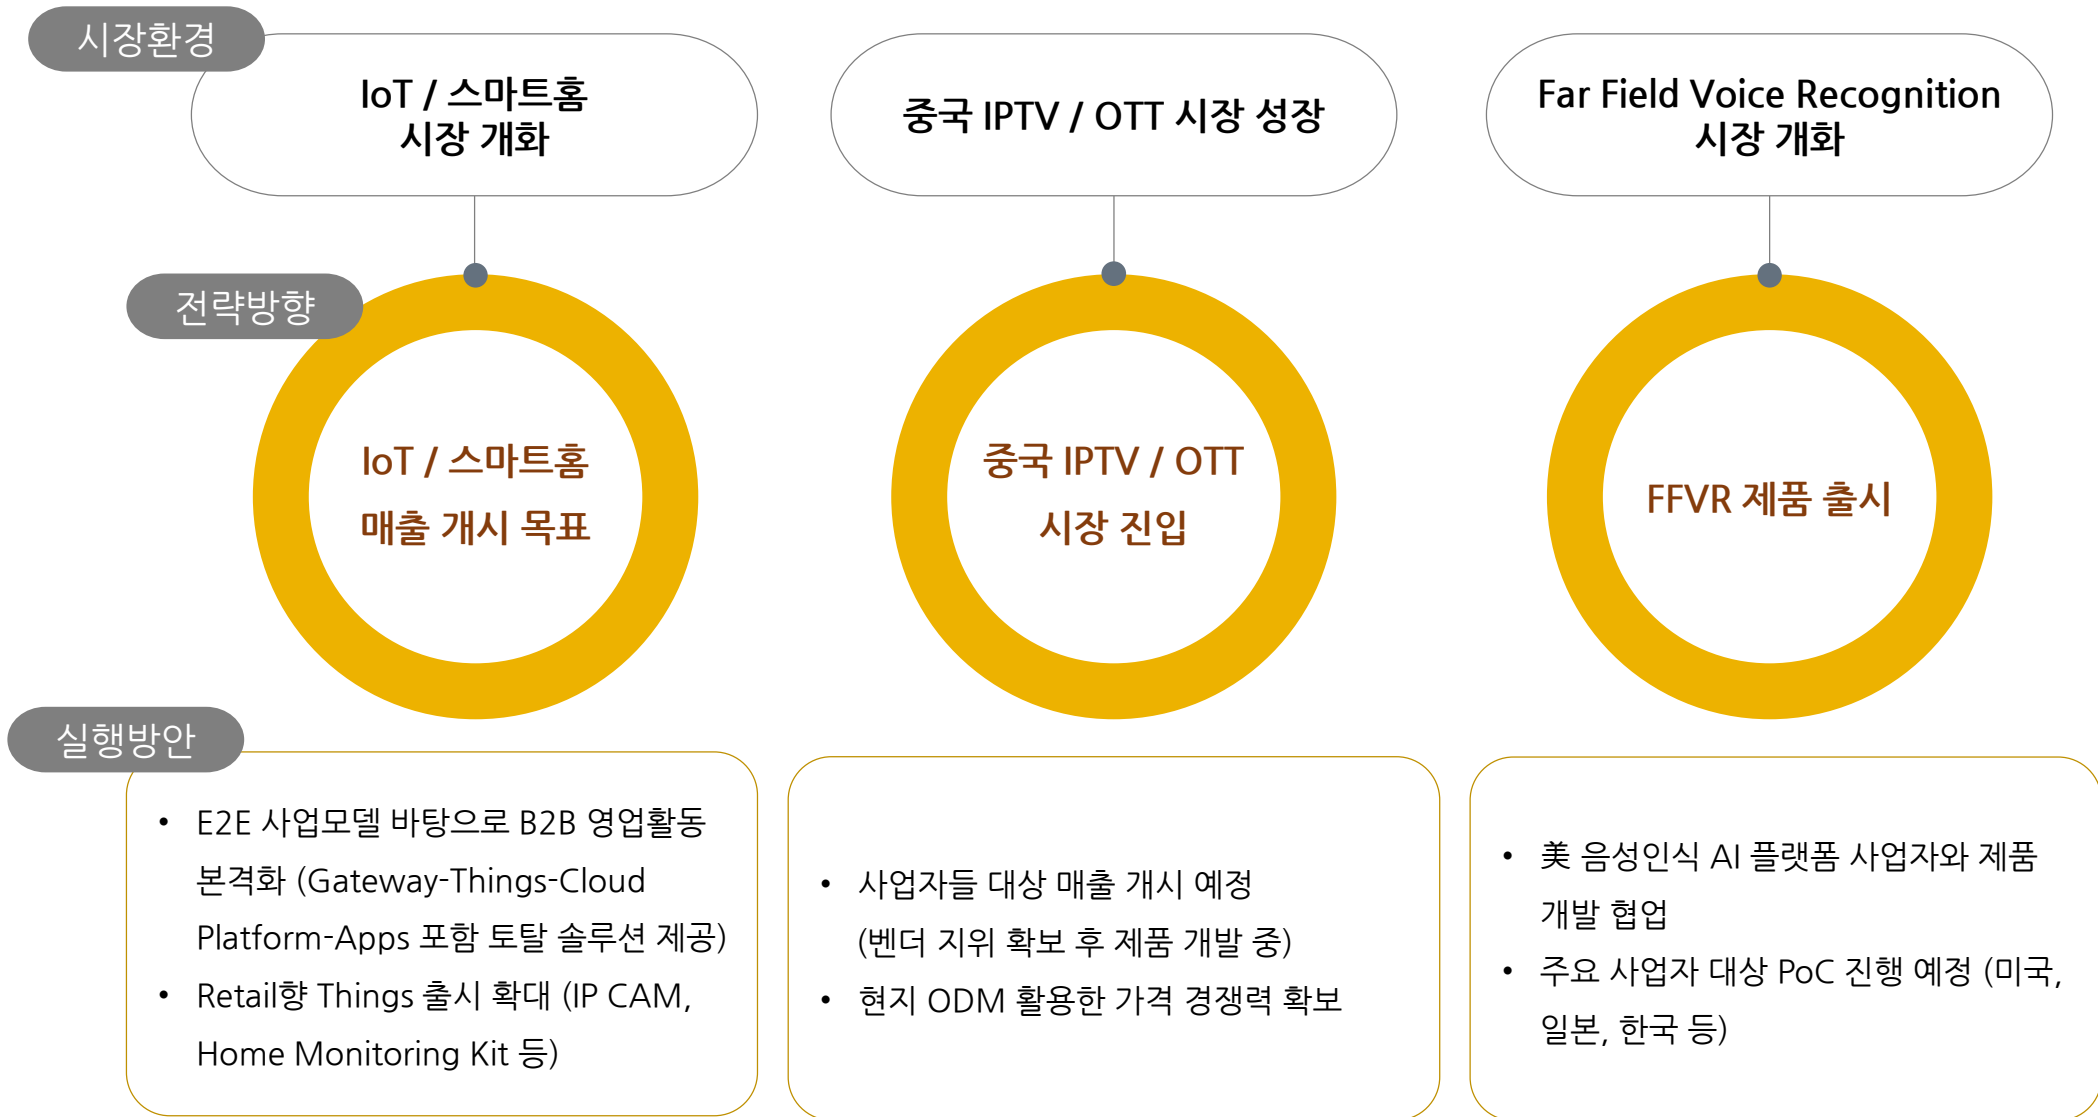 시장환경
IoT / 스마트홈
시장 개화
중국 IPTV / OTT 시장 성장
Far Field Voice Recognition
시장 개화
전략방향
IoT / 스마트홈
매출 개시 목표
중국 IPTV / OTT
시장 진입
FFVR 제품 출시
실행방안
• E2E 사업모델 바탕으로 B2B 영업활동
본격화 (Gateway-Things-Cloud
Platform-Apps 포함 토탈 솔루션 제공)
• Retail향 Things 출시 확대 (IP CAM,
Home Monitoring Kit 등)
• 사업자들 대상 매출 개시 예정
(벤더 지위 확보 후 제품 개발 중)
• 현지 ODM 활용한 가격 경쟁력 확보
• 美 음성인식 AI 플랫폼 사업자와 제품
개발 협업
• 주요 사업자 대상 PoC 진행 예정 (미국,
일본, 한국 등)